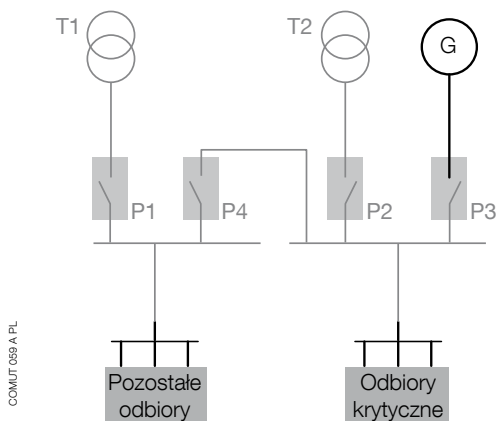 T1
T2
G
P1
P4
P2
P3
COMUT 059 A PL
Pozostałe
odbiory
Odbiory
krytyczne